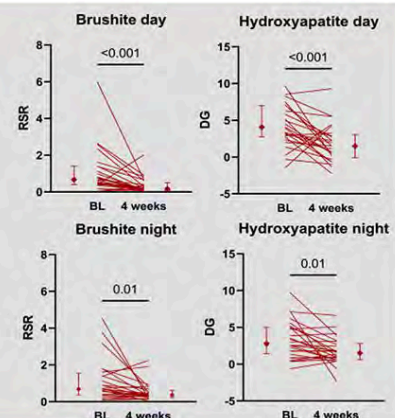 Brushite day
8
6
4
2
0
RSR
<0.001
BL 4 weeks
Hydroxyapatite day
15
10
5
0
-5
DG
<0.001
BL 4 weeks
Brushite night
8
6
4
2
0
RSR
0.01
BL 4 weeks
Hydroxyapatite night
15
10
5
0
-5
DG
0.01
BL 4 weeks